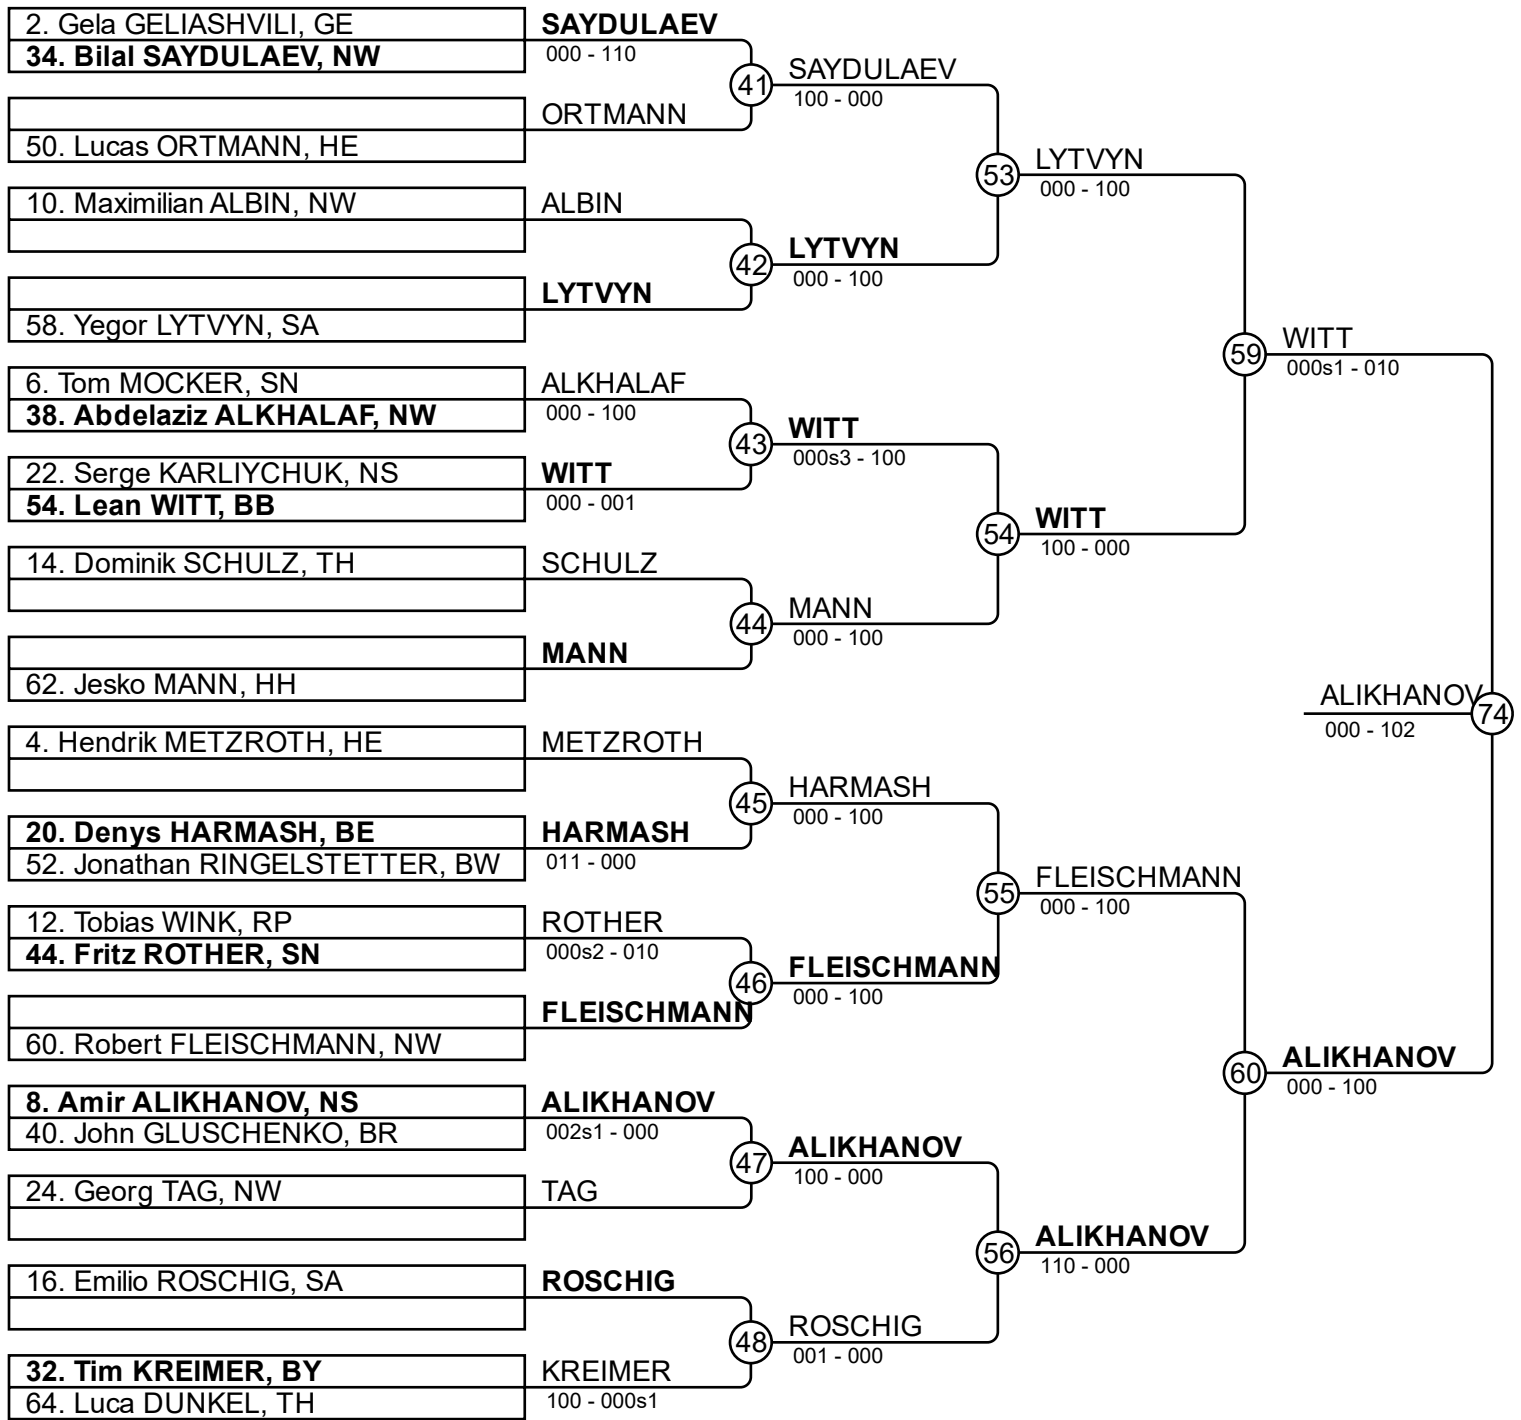 2. Gela GELIASHVILI, GE
34. Bilal SAYDULAEV, NW
SAYDULAEV
000 - 110
50. Lucas ORTMANN, HE
ORTMANN
41
SAYDULAEV
100 - 000
10. Maximilian ALBIN, NW
ALBIN
58. Yegor LYTVYN, SA
LYTVYN
42
LYTVYN
000 - 100
53
LYTVYN
000 - 100
6. Tom MOCKER, SN
38. Abdelaziz ALKHALAF, NW
ALKHALAF
000 - 100
22. Serge KARLIYCHUK, NS
54. Lean WITT, BB
WITT
000 - 001
43
WITT
000s3 - 100
14. Dominik SCHULZ, TH
SCHULZ
62. Jesko MANN, HH
MANN
44
MANN
000 - 100
54
WITT
100 - 000
59
WITT
000s1 - 010
4. Hendrik METZROTH, HE
METZROTH
20. Denys HARMASH, BE
52. Jonathan RINGELSTETTER, BW
HARMASH
011 - 000
45
HARMASH
000 - 100
12. Tobias WINK, RP
44. Fritz ROTHER, SN
ROTHER
000s2 - 010
60. Robert FLEISCHMANN, NW
FLEISCHMANN
46
FLEISCHMANN
000 - 100
55
FLEISCHMANN
000 - 100
8. Amir ALIKHANOV, NS
40. John GLUSCHENKO, BR
ALIKHANOV
002s1 - 000
24. Georg TAG, NW
TAG
47
ALIKHANOV
100 - 000
16. Emilio ROSCHIG, SA
ROSCHIG
32. Tim KREIMER, BY
64. Luca DUNKEL, TH
KREIMER
100 - 000s1
48
ROSCHIG
001 - 000
56
ALIKHANOV
110 - 000
60
ALIKHANOV
000 - 100
ALIKHANOV
000 - 102
74